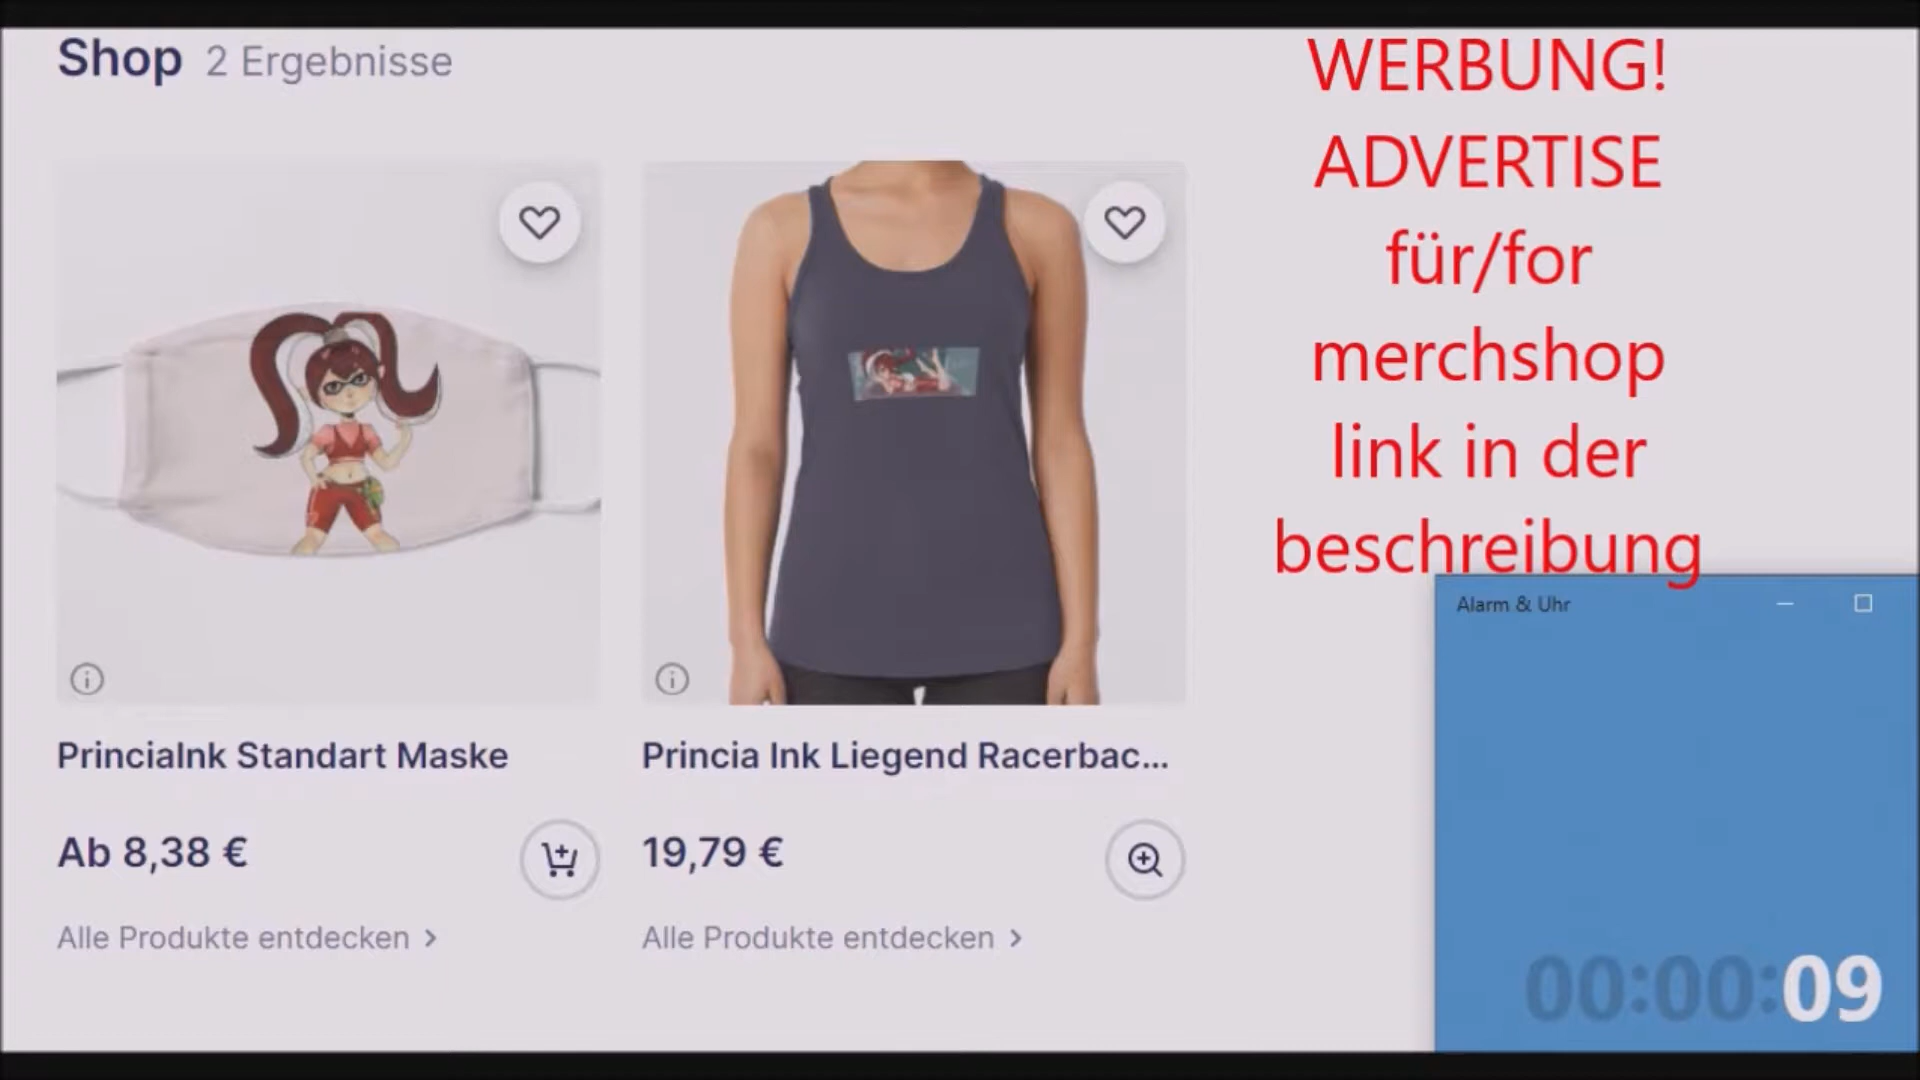 Shop 2 Ergebnisse
WERBUNG!
ADVERTISE
für/for
merchshop
link in der
beschreibung
PrinciaInk Standart Maske
Ab 8,38 €
Alle Produkte entdecken >
Princia Ink Liegend Racerbac...
19,79 €
Alle Produkte entdecken >
Alarm & Uhr
00:00:09